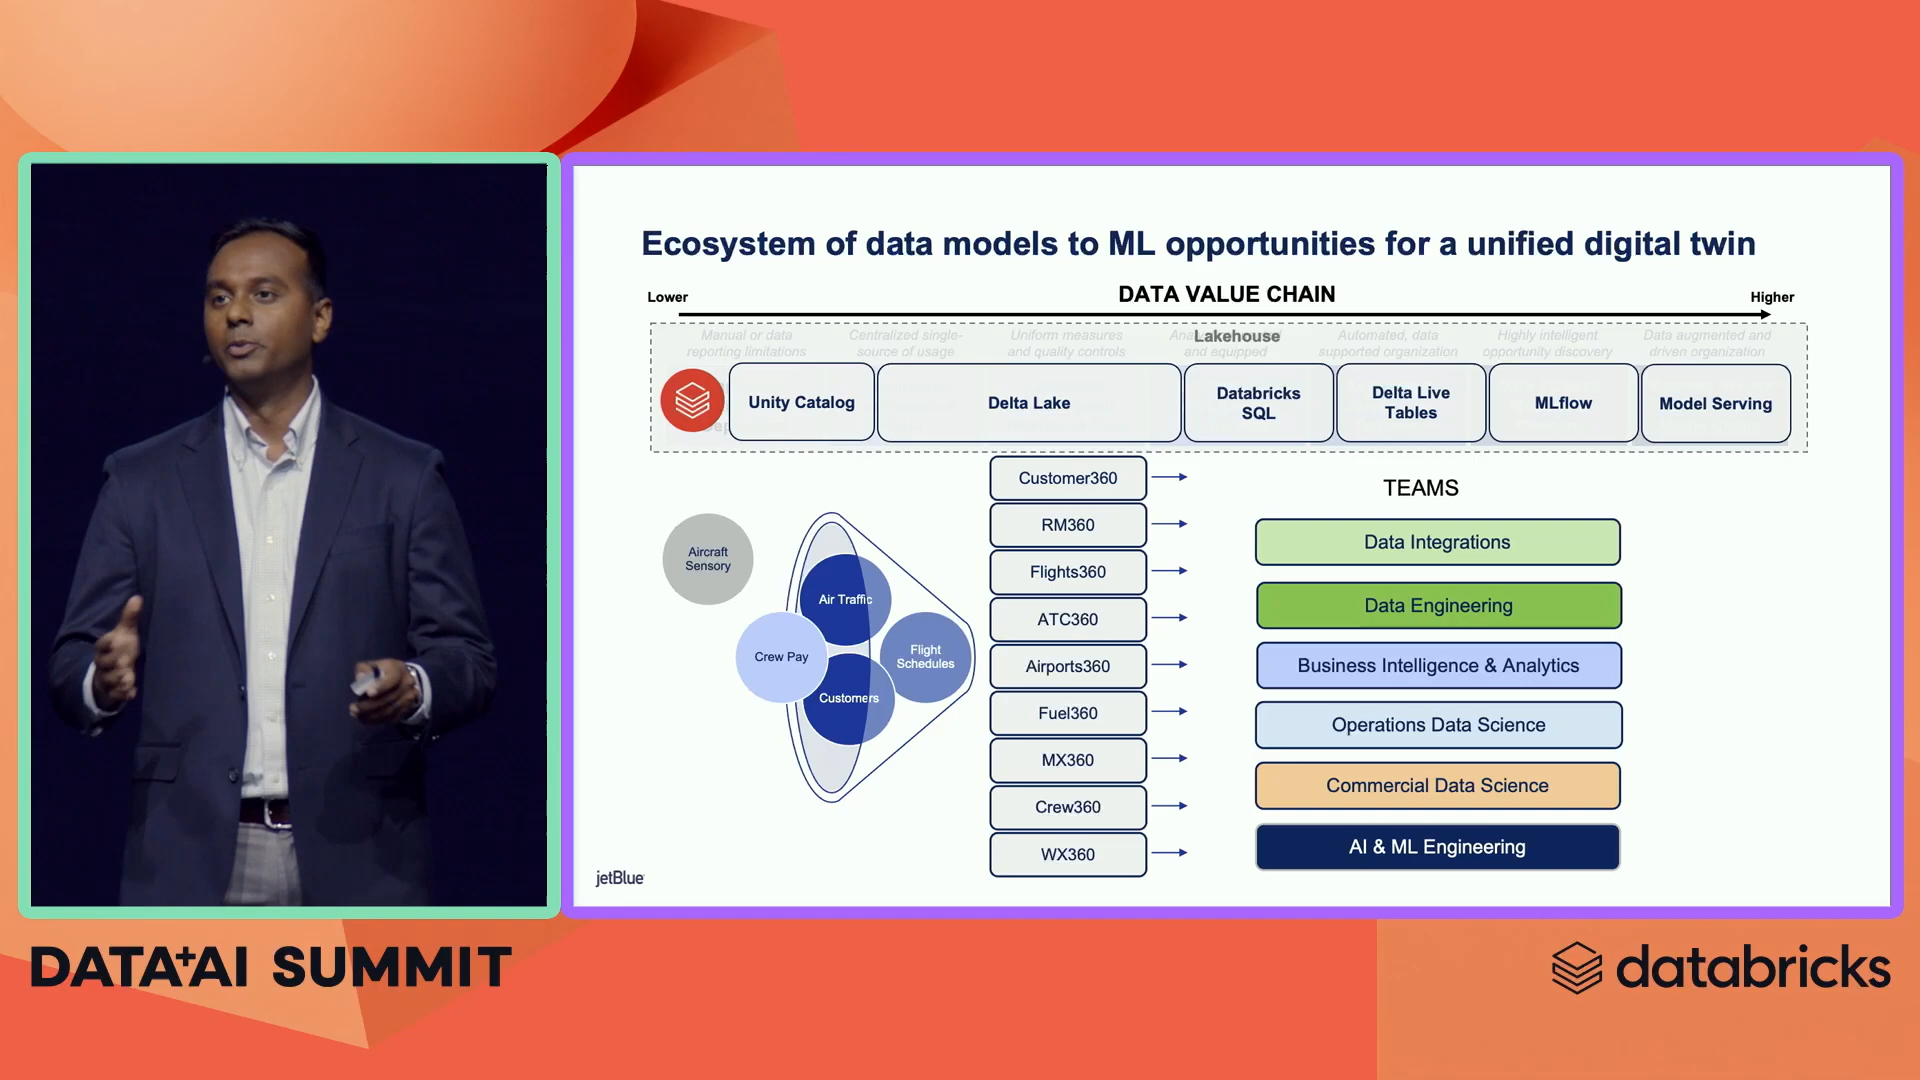 Ecosystem of data models to ML opportunities for a unified digital twin
Lower
DATA VALUE CHAIN
Higher
Manual or data
reporting limitations
Centralized single-
source of usage
Uniform measures
and quality controls
Lakehouse
and equipped
Automated, data
supported organization
Highly intelligent
opportunity discovery
Data augmented and
driven organization
Unity Catalog
Delta Lake
Databricks
SQL
Delta Live
Tables
MLflow
Model Serving
Aircraft
Sensory
Air Traffic
Crew Pay
Customers
Flight
Schedules
Customer360
RM360
Flights360
ATC360
Airports360
Fuel360
MX360
Crew360
WX360
TEAMS
Data Integrations
Data Engineering
Business Intelligence & Analytics
Operations Data Science
Commercial Data Science
AI & ML Engineering
jetBlue
DATA+AI SUMMIT
databricks